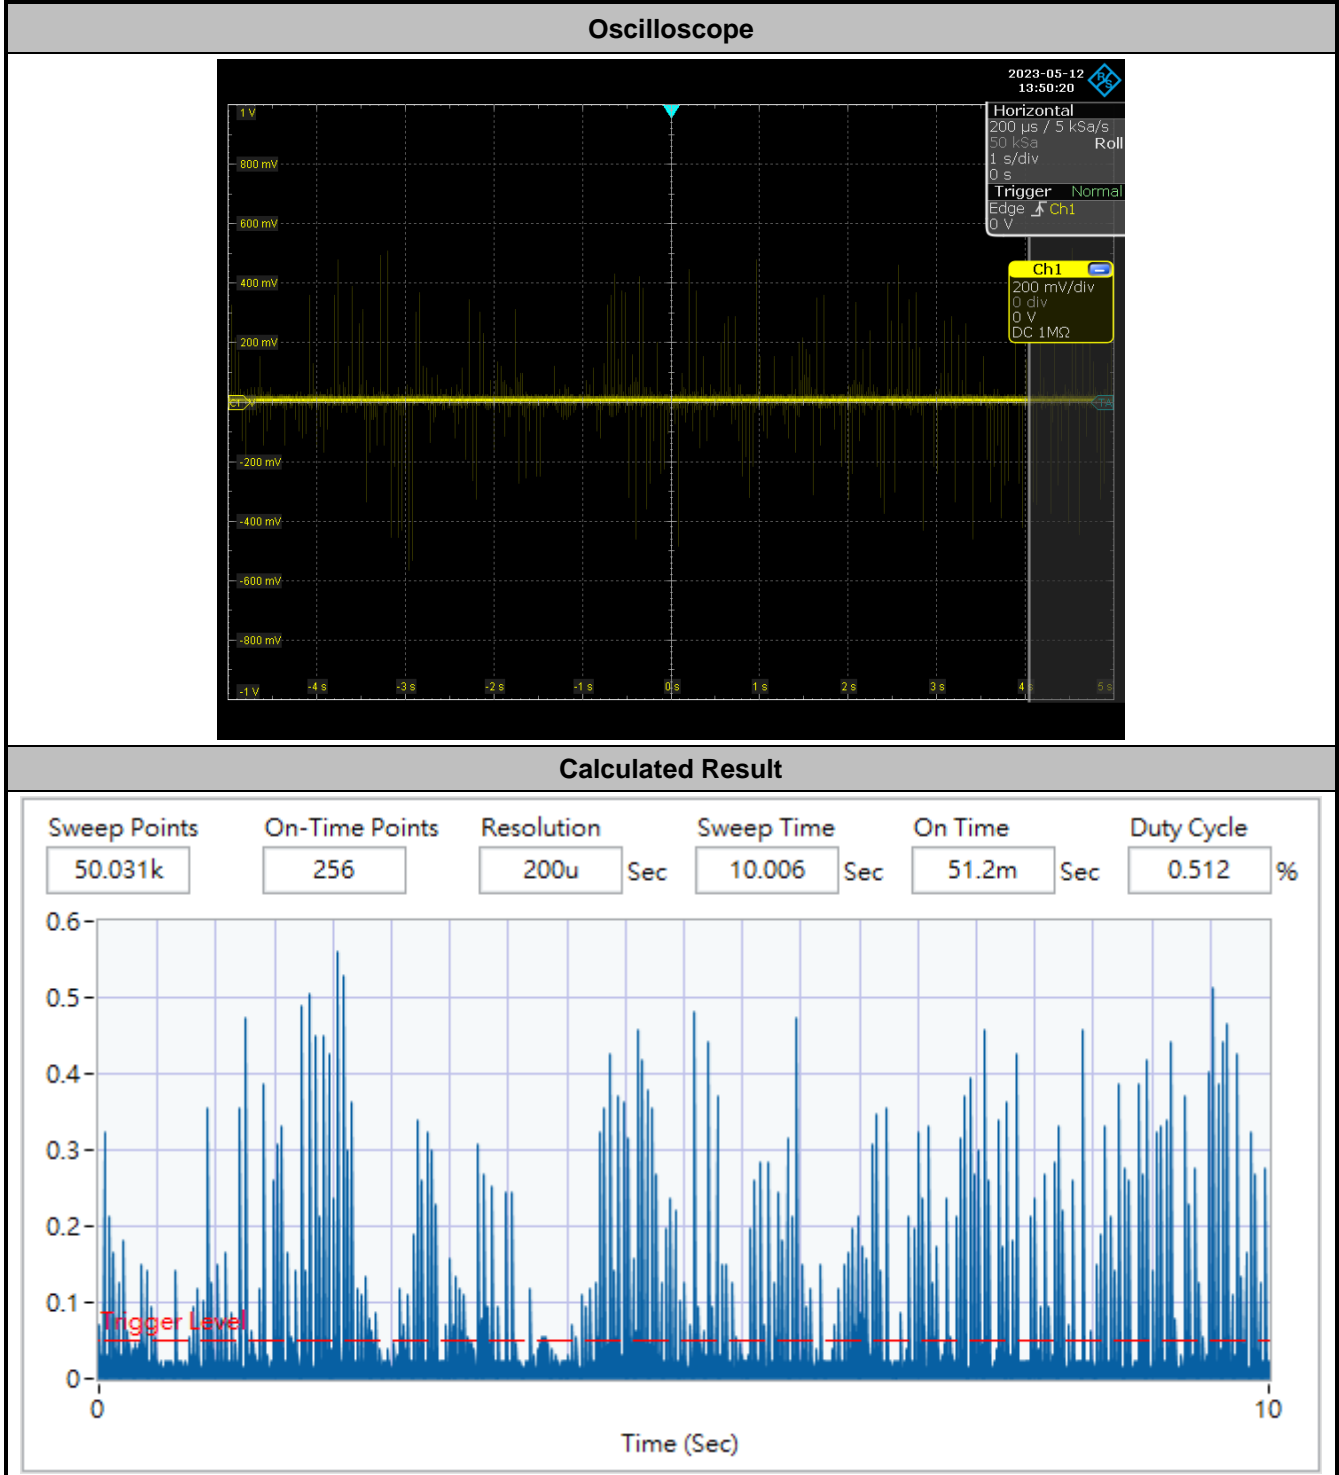 Oscilloscope
2023-05-12
13:50:20
R&S
Horizontal
200 µs / 5 kSa/s
50 kSa Roll
1 s/div
0 s
Trigger Normal
Edge Ch1
0 V
Ch1
200 mV/div
0 div
0 V
DC 1MΩ
1 V
800 mV
600 mV
400 mV
200 mV
C1
TA
-200 mV
-400 mV
-600 mV
-800 mV
-1 V
-4 s -3 s -2 s -1 s 0 s 1 s 2 s 3 s 4 5 s
Calculated Result
Sweep Points On-Time Points Resolution Sweep Time On Time Duty Cycle
50.031k 256 200u Sec 10.006 Sec 51.2m Sec 0.512 %
0.6
0.5
0.4
0.3
0.2
0.1
Trigger Level
0
0 10
Time (Sec)